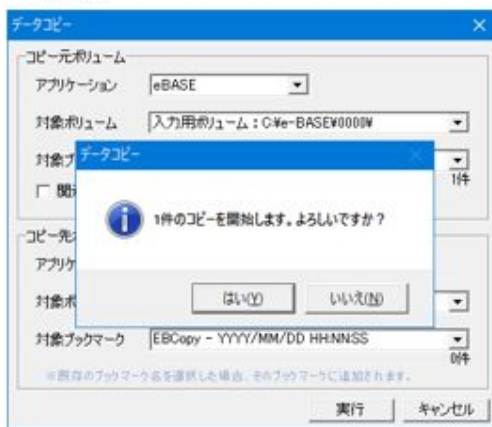 データコピー
コピー元ボリューム
アプリケーション eBASE
対象ボリューム 入力用ボリューム:C:¥e-BASE¥0000¥
対象ブ
1件
関連
データコピー
1件のコピーを開始します。よろしいですか?
はい(Y) いいえ(N)
コピー先ボ
アプリケ
対象ボ
対象ブックマーク EBCopy - YYYY/MM/DD HH:NN:SS
0件
※既存のブックマーク名を選択した場合、そのブックマークに追加されます。
実行 キャンセル